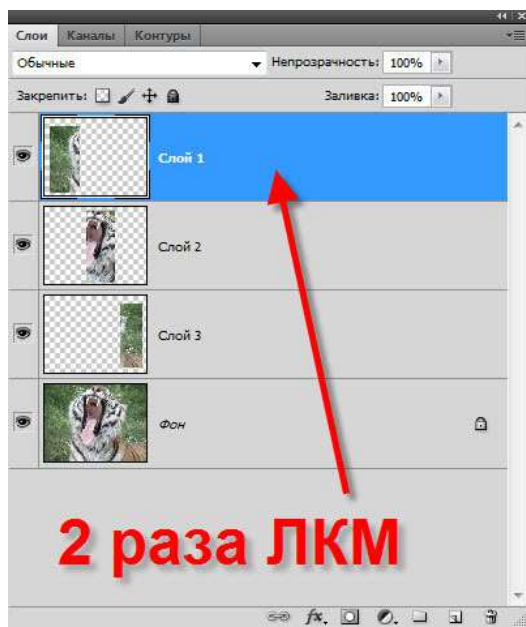 Слои Каналы Контуры
Обычные Непрозрачность: 100%
Закрепить: Заливка: 100%
Слой 1
Слой 2
Слой 3
Фон
2 раза ЛКМ
fx